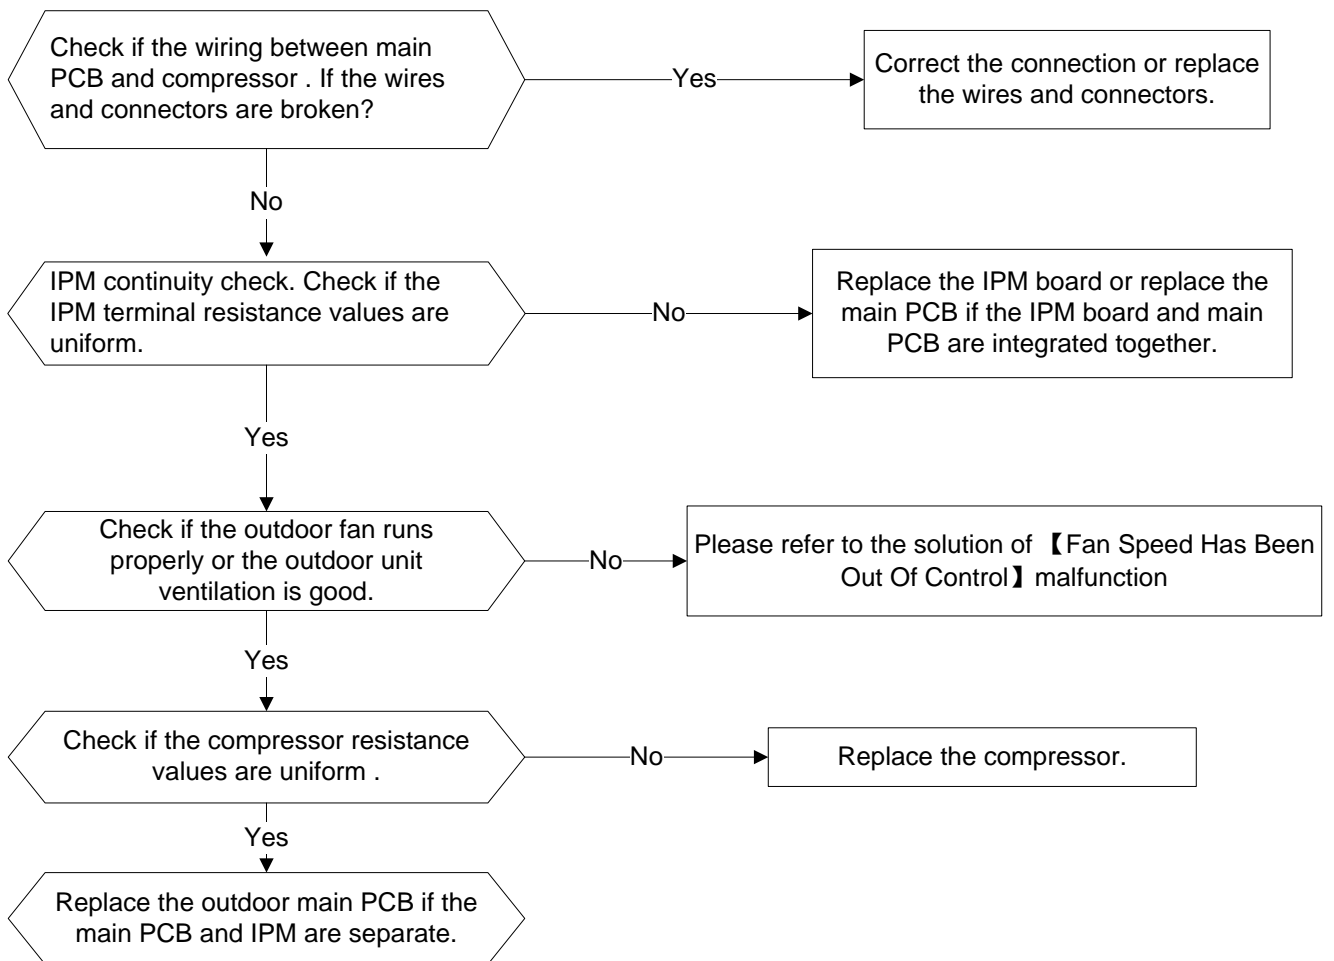 Check if the wiring between main
PCB and compressor . If the wires
and connectors are broken?
Yes
Correct the connection or replace
the wires and connectors.
No
IPM continuity check. Check if the
IPM terminal resistance values are
uniform.
No
Replace the IPM board or replace the
main PCB if the IPM board and main
PCB are integrated together.
Yes
Check if the outdoor fan runs
properly or the outdoor unit
ventilation is good.
No
Please refer to the solution of 【Fan Speed Has Been
Out Of Control】malfunction
Yes
Check if the compressor resistance
values are uniform .
No
Replace the compressor.
Yes
Replace the outdoor main PCB if the
main PCB and IPM are separate.